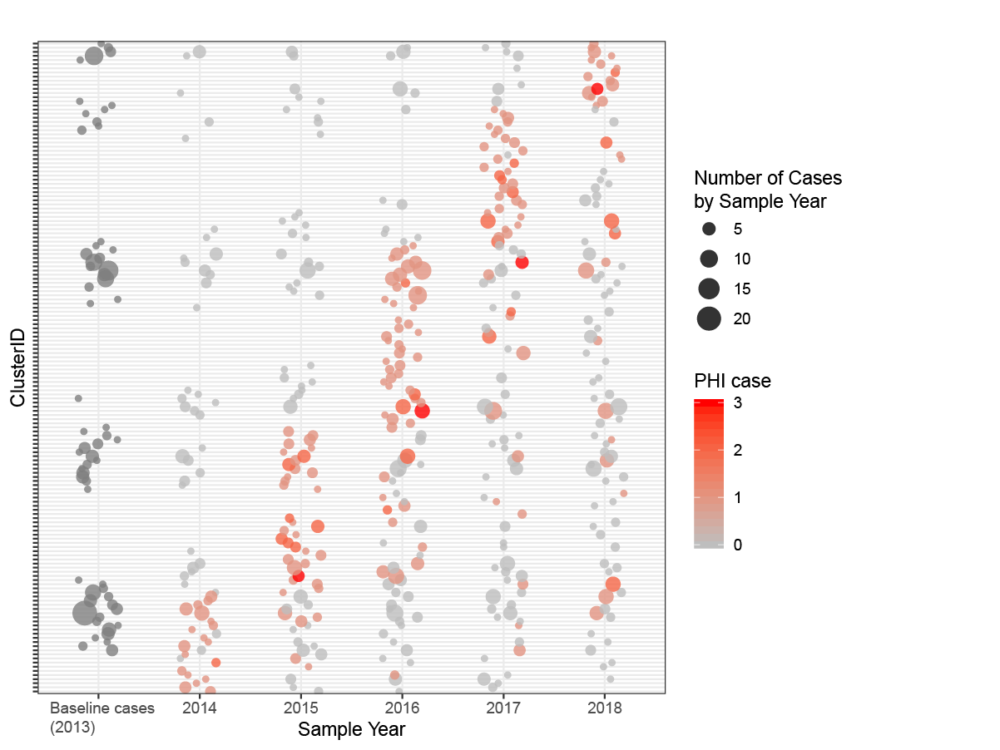 ClusterID
Baseline cases
(2013)
2014
2015
2016
2017
2018
Sample Year
Number of Cases
by Sample Year
5
10
15
20
PHI case
3
2
1
0